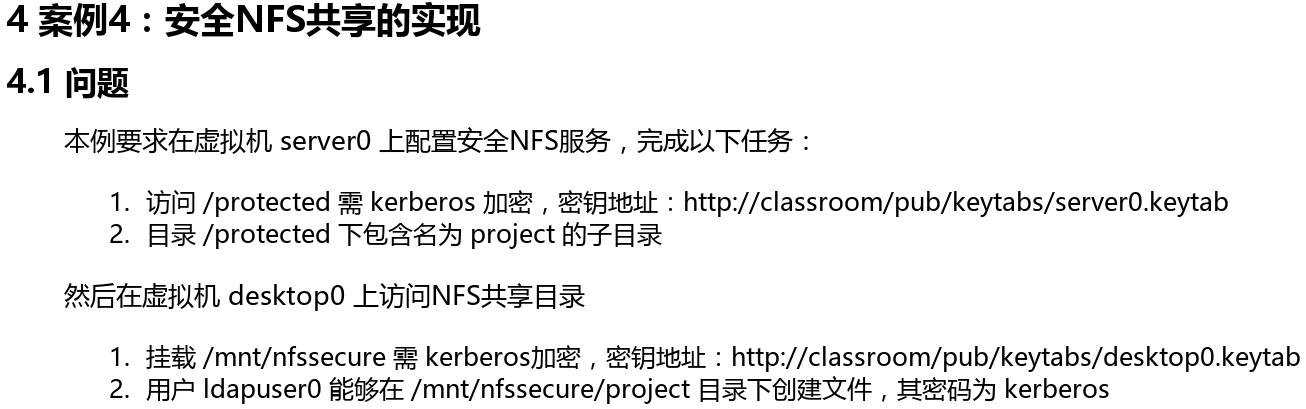 4 案例4：安全NFS共享的实现
4.1 问题
本例要求在虚拟机 server0 上配置安全NFS服务，完成以下任务：
1. 访问 /protected 需 kerberos 加密，密钥地址：http://classroom/pub/keytabs/server0.keytab
2. 目录 /protected 下包含名为 project 的子目录
然后在虚拟机 desktop0 上访问NFS共享目录
1. 挂载 /mnt/nfssecure 需 kerberos加密，密钥地址：http://classroom/pub/keytabs/desktop0.keytab
2. 用户 ldapuser0 能够在 /mnt/nfssecure/project 目录下创建文件，其密码为 kerberos